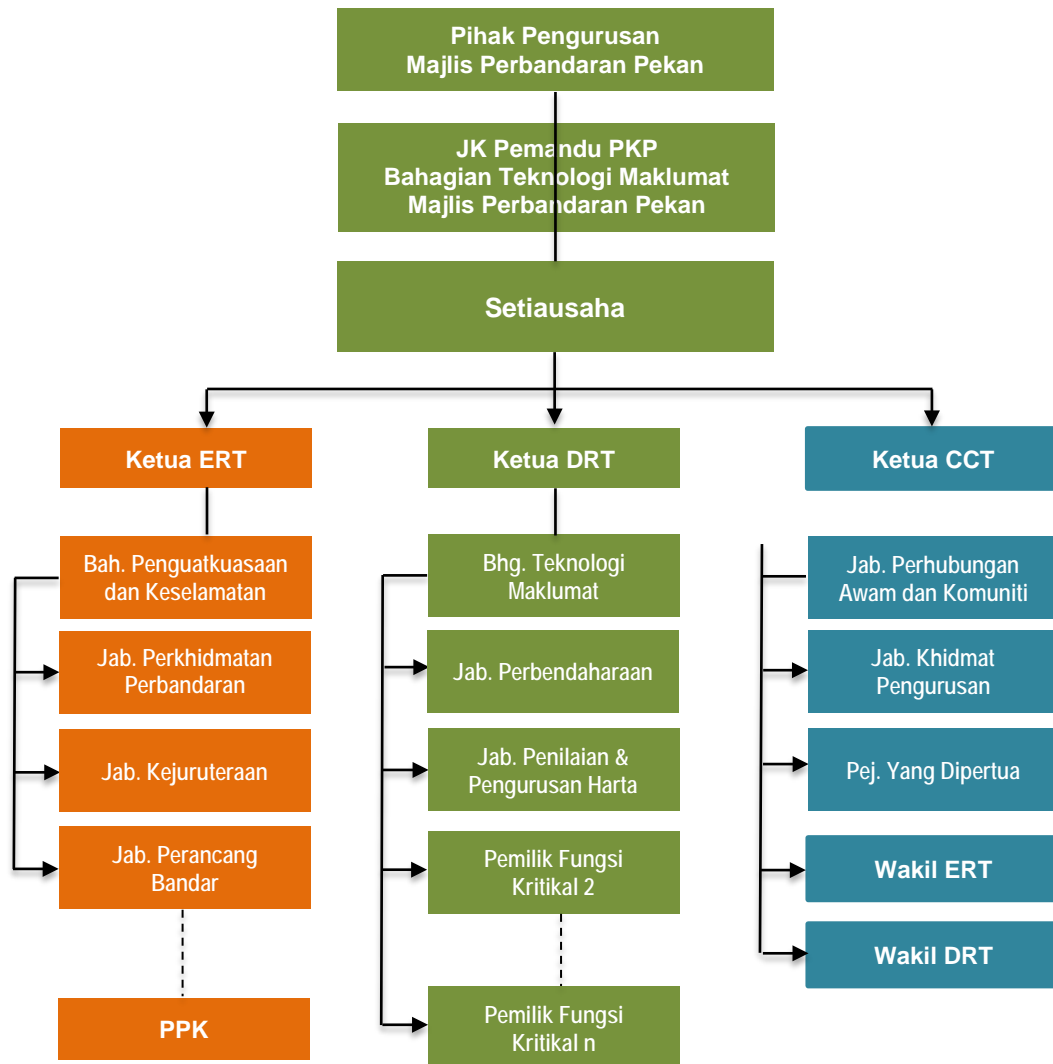 Pihak Pengurusan
Majlis Perbandaran Pekan
JK Pemandu PKP
Bahagian Teknologi Maklumat
Majlis Perbandaran Pekan
Setiausaha
Ketua ERT
Ketua DRT
Ketua CCT
Bah. Penguatkuasaan
dan Keselamatan
Jab. Perkhidmatan
Perbandaran
Jab. Kejuruteraan
Jab. Perancang
Bandar
PPK
Bhg. Teknologi
Maklumat
Jab. Perbendaharaan
Jab. Penilaian &
Pengurusan Harta
Pemilik Fungsi
Kritikal 2
Pemilik Fungsi
Kritikal n
Jab. Perhubungan
Awam dan Komuniti
Jab. Khidmat
Pengurusan
Pej. Yang Dipertua
Wakil ERT
Wakil DRT